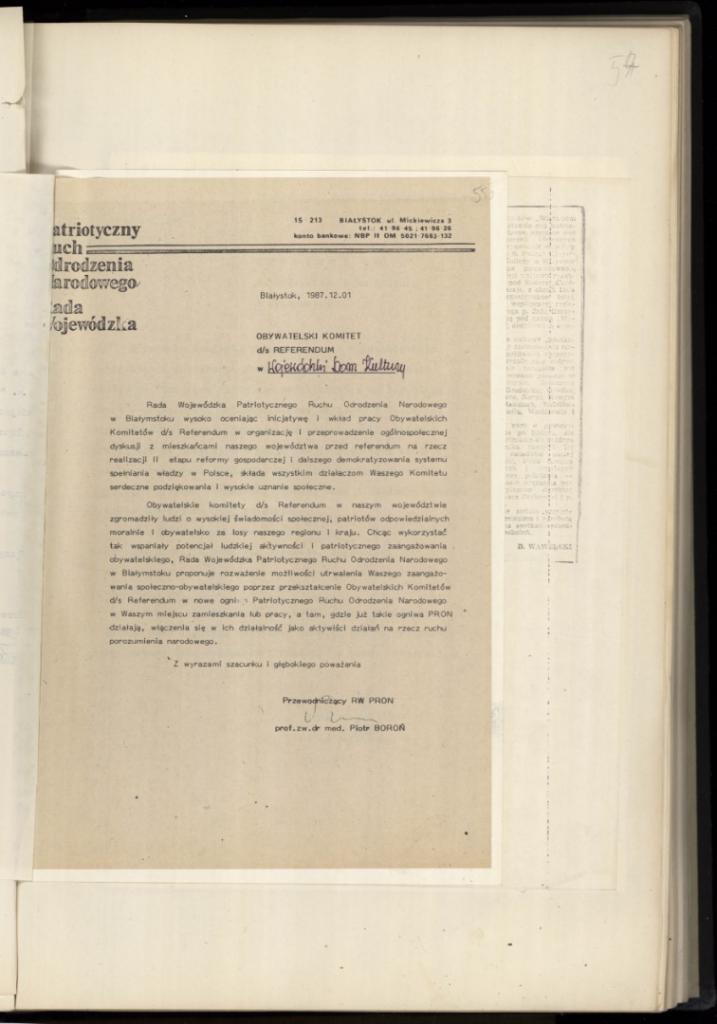 57
55
15 213 BIAŁYSTOK ul. Mickiewicza 3
tel.: 41-96-45 ; 41-96-26
konto bankowe: NBP II OM 5021-7663-132
atriotyczny
uch
drodzenia
arodowego
ada
ojewódzka
Białystok, 1987.12.01
OBYWATELSKI KOMITET
d/s REFERENDUM
w Wojewódzki Dom Kultury
Rada Wojewódzka Patriotycznego Ruchu Odrodzenia Narodowego
w Białymstoku wysoko oceniając inicjatywę i wkład pracy Obywatelskich
Komitetów d/s Referendum w organizację i przeprowadzenie ogólnospołecznej
dyskusji z mieszkańcami naszego województwa przed referendum na rzecz
realizacji II etapu reformy gospodarczej i dalszego demokratyzowania systemu
spełniania władzy w Polsce, składa wszystkim działaczom Waszego Komitetu
serdeczne podziękowania i wysokie uznanie społeczne.
Obywatelskie komitety d/s Referendum w naszym województwie
zgromadziły ludzi o wysokiej świadomości społecznej, patriotów odpowiedzialnych
moralnie i obywatelsko za losy naszego regionu i kraju. Chcąc wykorzystać
tak wspaniały potencjał ludzkiej aktywności i patriotycznego zaangażowania
obywatelskiego, Rada Wojewódzka Patriotycznego Ruchu Odrodzenia Narodowego
w Białymstoku proponuje rozważenie możliwości utrwalenia Waszego zaangażo-
wania społeczno-obywatelskiego poprzez przekształcenie Obywatelskich Komitetów
d/s Referendum w nowe ogniwa Patriotycznego Ruchu Odrodzenia Narodowego
w Waszym miejscu zamieszkania lub pracy, a tam, gdzie już takie ogniwa PRON
działają, włączenia się w ich działalność jako aktywiści działań na rzecz ruchu
porozumienia narodowego.
Z wyrazami szacunku i głębokiego poważania
Przewodniczący RW PRON
prof.zw.dr med. Piotr BOROŃ